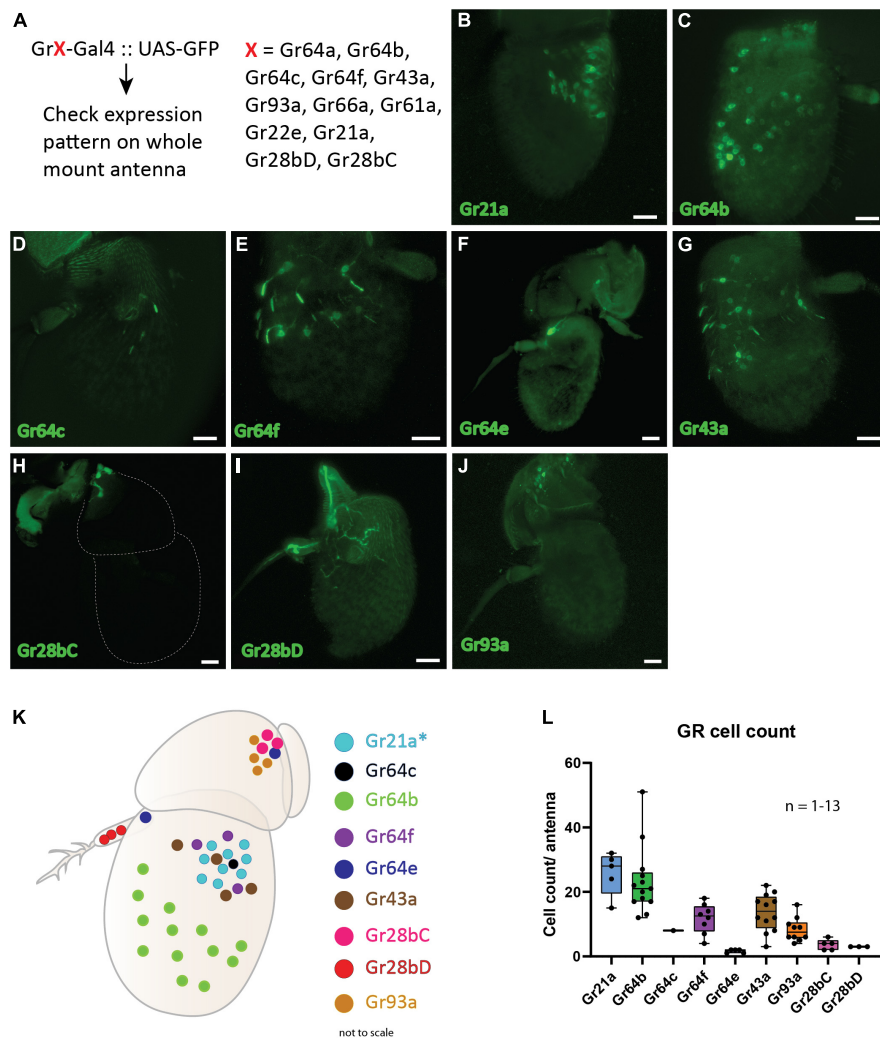 A
GrX-Gal4 :: UAS-GFP
Check expression
pattern on whole
mount antenna
X = Gr64a, Gr64b,
Gr64c, Gr64f, Gr43a,
Gr93a, Gr66a, Gr61a,
Gr22e, Gr21a,
Gr28bD, Gr28bC
B
Gr21a
C
Gr64b
D
Gr64c
E
Gr64f
F
Gr64e
G
Gr43a
H
Gr28bC
I
Gr28bD
J
Gr93a
K
Gr21a*
Gr64c
Gr64b
Gr64f
Gr64e
Gr43a
Gr28bC
Gr28bD
Gr93a
not to scale
L
GR cell count
n = 1-13
Cell count/ antenna
60
40
20
0
Gr21a
Gr64b
Gr64c
Gr64f
Gr64e
Gr43a
Gr93a
Gr28bC
Gr28bD